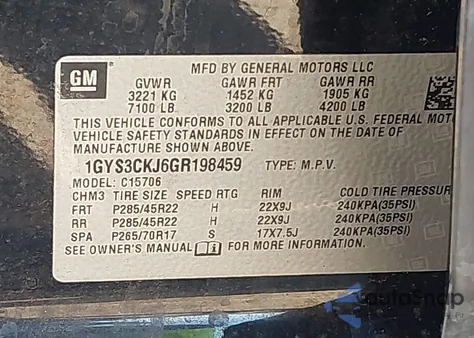 GM
MFD BY GENERAL MOTORS LLC
GVWR GAWR FRT GAWR RR
3221 KG 1452 KG 1905 KG
7100 LB 3200 LB 4200 LB
THIS VEHICLE CONFORMS TO ALL APPLICABLE U.S. FEDERAL MOT
VEHICLE SAFETY STANDARDS IN EFFECT ON THE DATE OF
MANUFACTURE SHOWN ABOVE.
1GYS3CKJ6GR198459 TYPE: M.P.V.
MODEL: C15706
CHM3 TIRE SIZE SPEED RTG RIM COLD TIRE PRESSUR
FRT P285/45R22 H 22X9J 240KPA(35PSI)
RR P285/45R22 H 22X9J 240KPA(35PSI)
SPA P265/70R17 S 17X7.5J 240KPA(35PSI)
SEE OWNER'S MANUAL FOR MORE INFORMATION.
AutoSnap